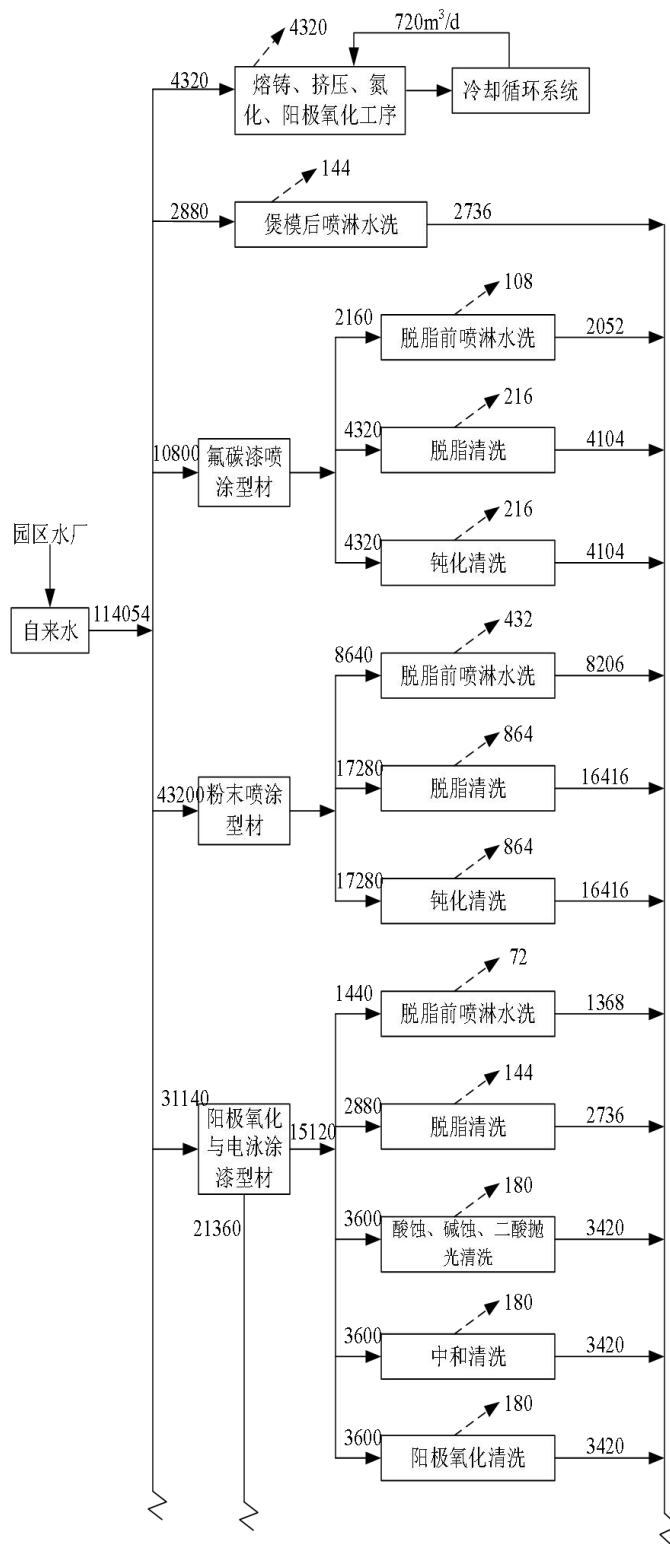 4320
720m³/d
4320
熔铸、挤压、氮
化、阳极氧化工序
冷却循环系统
144
2880
煲模后喷淋水洗
2736
108
2160
脱脂前喷淋水洗
2052
216
4320
脱脂清洗
4104
10800
氟碳漆喷
涂型材
216
4320
钝化清洗
4104
园区水厂
自来水
114054
432
8640
脱脂前喷淋水洗
8206
864
17280
脱脂清洗
16416
43200
粉末喷涂
型材
864
17280
钝化清洗
16416
72
1440
脱脂前喷淋水洗
1368
144
2880
脱脂清洗
2736
31140
阳极氧化
与电泳涂
漆型材
15120
21360
180
3600
酸蚀、碱蚀、二酸抛
光清洗
3420
180
3600
中和清洗
3420
180
3600
阳极氧化清洗
3420